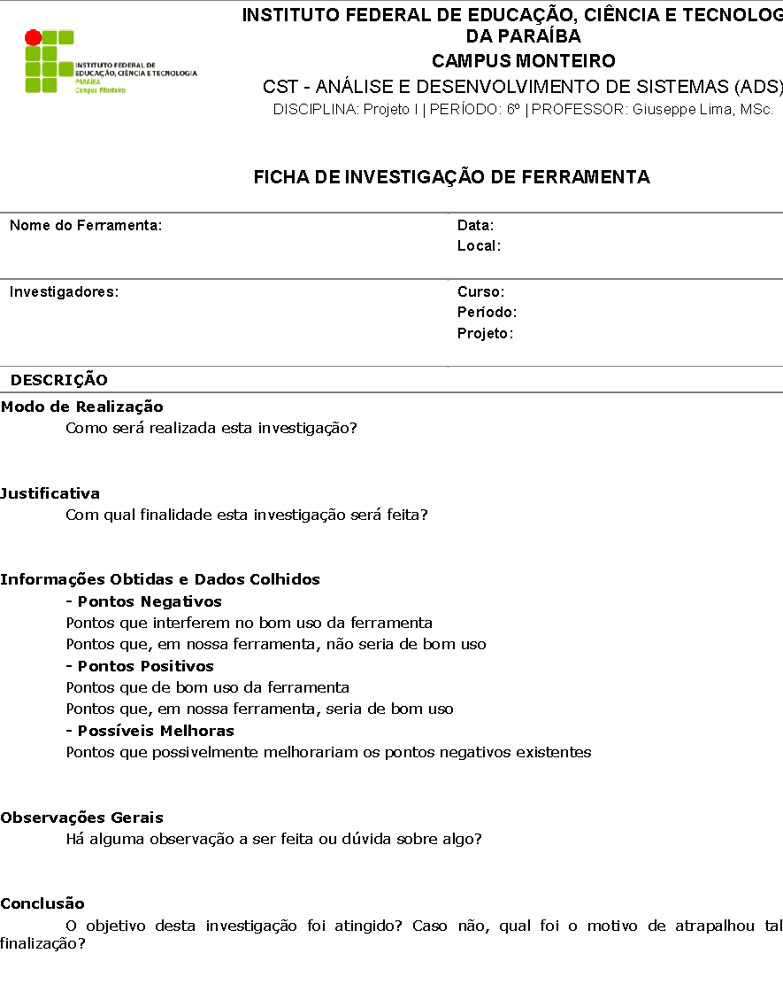 INSTITUTO FEDERAL DE EDUCAÇÃO, CIÊNCIA E TECNOLOG
DA PARAÍBA
CAMPUS MONTEIRO
CST - ANÁLISE E DESENVOLVIMENTO DE SISTEMAS (ADS)
DISCIPLINA: Projeto I | PERÍODO: 6º | PROFESSOR: Giuseppe Lima, MSc.
INSTITUTO FEDERAL DE
EDUCAÇÃO, CIÊNCIA E TECNOLOGIA
PARAÍBA
Campus Monteiro
FICHA DE INVESTIGAÇÃO DE FERRAMENTA
Nome do Ferramenta:
Data:
Local:
Investigadores:
Curso:
Período:
Projeto:
DESCRIÇÃO
Modo de Realização
Como será realizada esta investigação?
Justificativa
Com qual finalidade esta investigação será feita?
Informações Obtidas e Dados Colhidos
- Pontos Negativos
Pontos que interferem no bom uso da ferramenta
Pontos que, em nossa ferramenta, não seria de bom uso
- Pontos Positivos
Pontos que de bom uso da ferramenta
Pontos que, em nossa ferramenta, seria de bom uso
- Possíveis Melhoras
Pontos que possivelmente melhorariam os pontos negativos existentes
Observações Gerais
Há alguma observação a ser feita ou dúvida sobre algo?
Conclusão
O objetivo desta investigação foi atingido? Caso não, qual foi o motivo de atrapalhou tal
finalização?